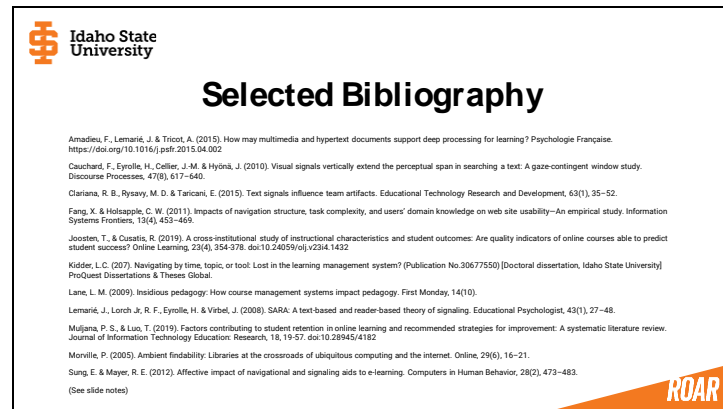 Idaho State
University
Selected Bibliography
Amadieu, F., Lemarié, J. & Tricot, A. (2015). How may multimedia and hypertext documents support deep processing for learning? Psychologie Française.
https://doi.org/10.1016/j.psfr.2015.04.002
Cauchard, F., Eyrolle, H., Cellier, J.-M. & Hyönä, J. (2010). Visual signals vertically extend the perceptual span in searching a text: A gaze-contingent window study.
Discourse Processes, 47(8), 617–640.
Clariana, R. B., Rysavy, M. D. & Taricani, E. (2015). Text signals influence team artifacts. Educational Technology Research and Development, 63(1), 35–52.
Fang, X. & Holsapple, C. W. (2011). Impacts of navigation structure, task complexity, and users' domain knowledge on web site usability—An empirical study. Information
Systems Frontiers, 13(4), 453–469.
Joosten, T., & Cusatis, R. (2019). A cross-institutional study of instructional characteristics and student outcomes: Are quality indicators of online courses able to predict
student success? Online Learning, 23(4), 354-378. doi:10.24059/olj.v23i4.1432
Kidder, L.C. (207). Navigating by time, topic, or tool: Lost in the learning management system? (Publication No.30677550) [Doctoral dissertation, Idaho State University]
ProQuest Dissertations & Theses Global.
Lane, L. M. (2009). Insidious pedagogy: How course management systems impact pedagogy. First Monday, 14(10).
Lemarié, J., Lorch Jr, R. F., Eyrolle, H. & Virbel, J. (2008). SARA: A text-based and reader-based theory of signaling. Educational Psychologist, 43(1), 27–48.
Muljana, P. S., & Luo, T. (2019). Factors contributing to student retention in online learning and recommended strategies for improvement: A systematic literature review.
Journal of Information Technology Education: Research, 18, 19-57. doi:10.28945/4182
Morville, P. (2005). Ambient findability: Libraries at the crossroads of ubiquitous computing and the internet. Online, 29(6), 16–21.
Sung, E. & Mayer, R. E. (2012). Affective impact of navigational and signaling aids to e-learning. Computers in Human Behavior, 28(2), 473–483.
(See slide notes)
ROAR